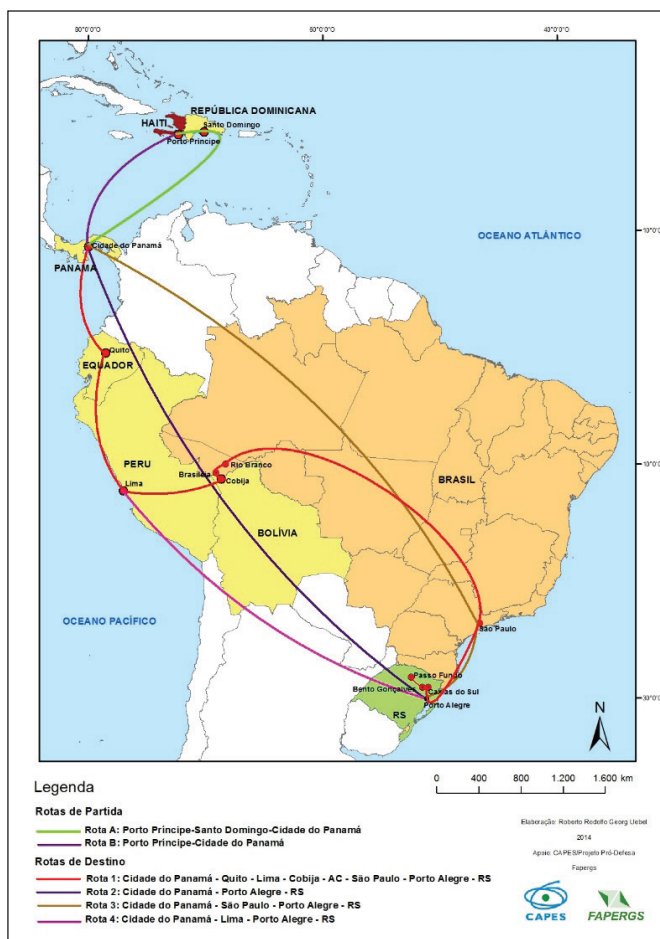 80°0'0"O
60°0'0"O
40°0'0"O
REPÚBLICA DOMINICANA
HAITI
Santo Domingo
Porto Príncipe
10°0'0"
Cidade do Panamá
OCEANO ATLÂNTICO
PANAMÁ
Quito
EQUADOR
10°0'0"
PERU
Rio Branco
Brasiléia
BRASIL
Lima
Cobija
BOLÍVIA
OCEANO PACÍFICO
São Paulo
Passo Fundo
Bento Gonçalves
Caxias do Sul
Porto Alegre
30°0'0"
RS
N
Legenda
0 400 800 1.200 1.600 km
Rotas de Partida
Rota A: Porto Príncipe-Santo Domingo-Cidade do Panamá
Rota B: Porto Príncipe-Cidade do Panamá
Rotas de Destino
Rota 1: Cidade do Panamá - Quito - Lima - Cobija - AC - São Paulo - Porto Alegre - RS
Rota 2: Cidade do Panamá - Porto Alegre - RS
Rota 3: Cidade do Panamá - São Paulo - Porto Alegre - RS
Rota 4: Cidade do Panamá - Lima - Porto Alegre - RS
Elaboração: Roberto Rodolfo Georg Uebel
2014
Apoio: CAPES/Projeto Pró-Defesa
Fapergs
CAPES
FAPERGS